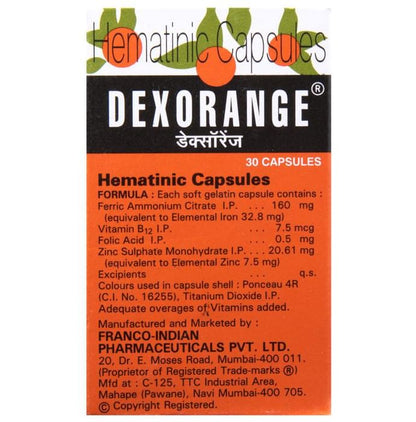 Hematinic Capsules
DEXORANGE®
डेक्सॉरेंज
30 CAPSULES
Hematinic Capsules
FORMULA : Each soft gelatin capsule contains :
Ferric Ammonium Citrate I.P. . . . 160 mg
(equivalent to Elemental Iron 32.8 mg)
Vitamin B12 I.P. . . . 7.5 mcg
Folic Acid I.P. . . . 0.5 mg
Zinc Sulphate Monohydrate I.P. . . . 20.61 mg
(equivalent to Elemental Zinc 7.5 mg)
Excipients . . . q.s.
Colours used in capsule shell : Ponceau 4R
(C.I. No. 16255), Titanium Dioxide I.P.
Adequate overages of Vitamins added.
Manufactured and Marketed by :
FRANCO-INDIAN
PHARMACEUTICALS PVT. LTD.
20, Dr. E. Moses Road, Mumbai-400 011.
(Proprietor of Registered Trade-marks ®)
Mfd at : C-125, TTC Industrial Area,
Mahape (Pawane), Navi Mumbai-400 705.
© Copyright Registered.